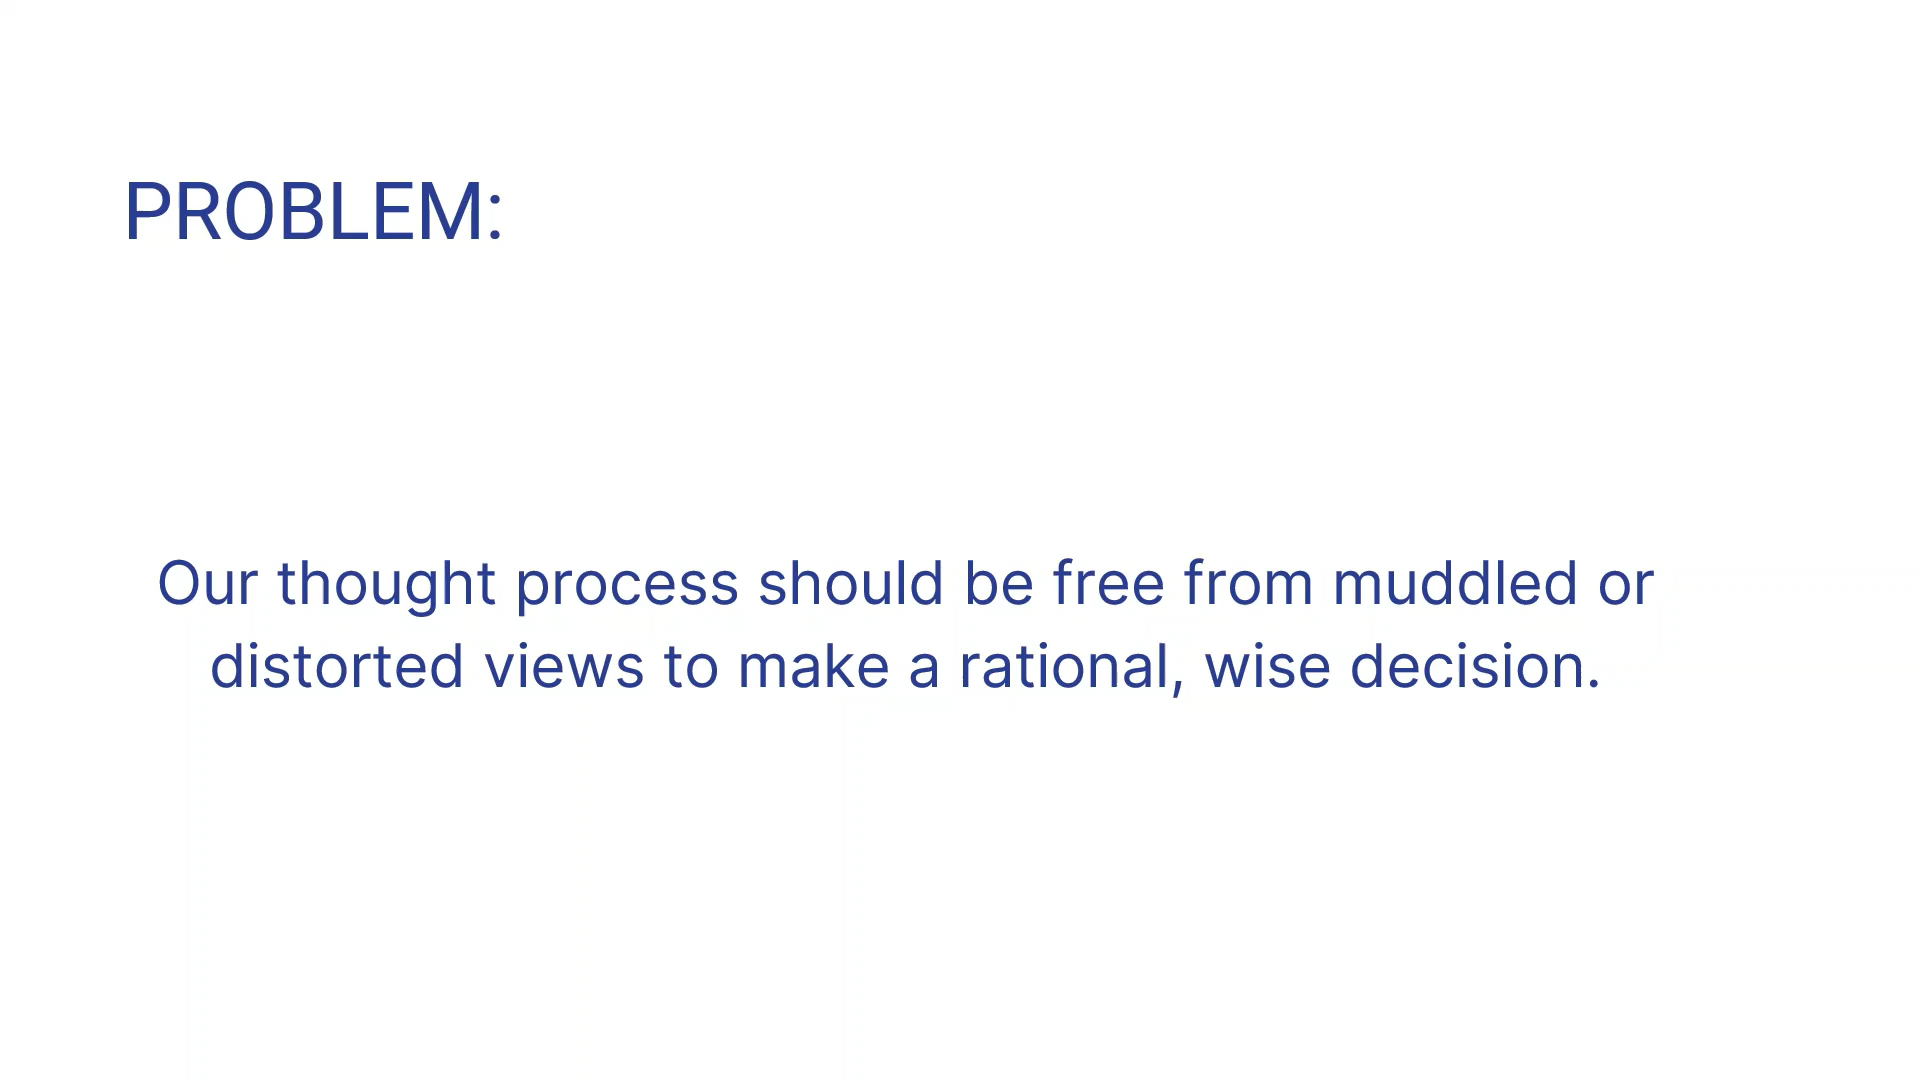 PROBLEM:
Our thought process should be free from muddled or
distorted views to make a rational, wise decision.